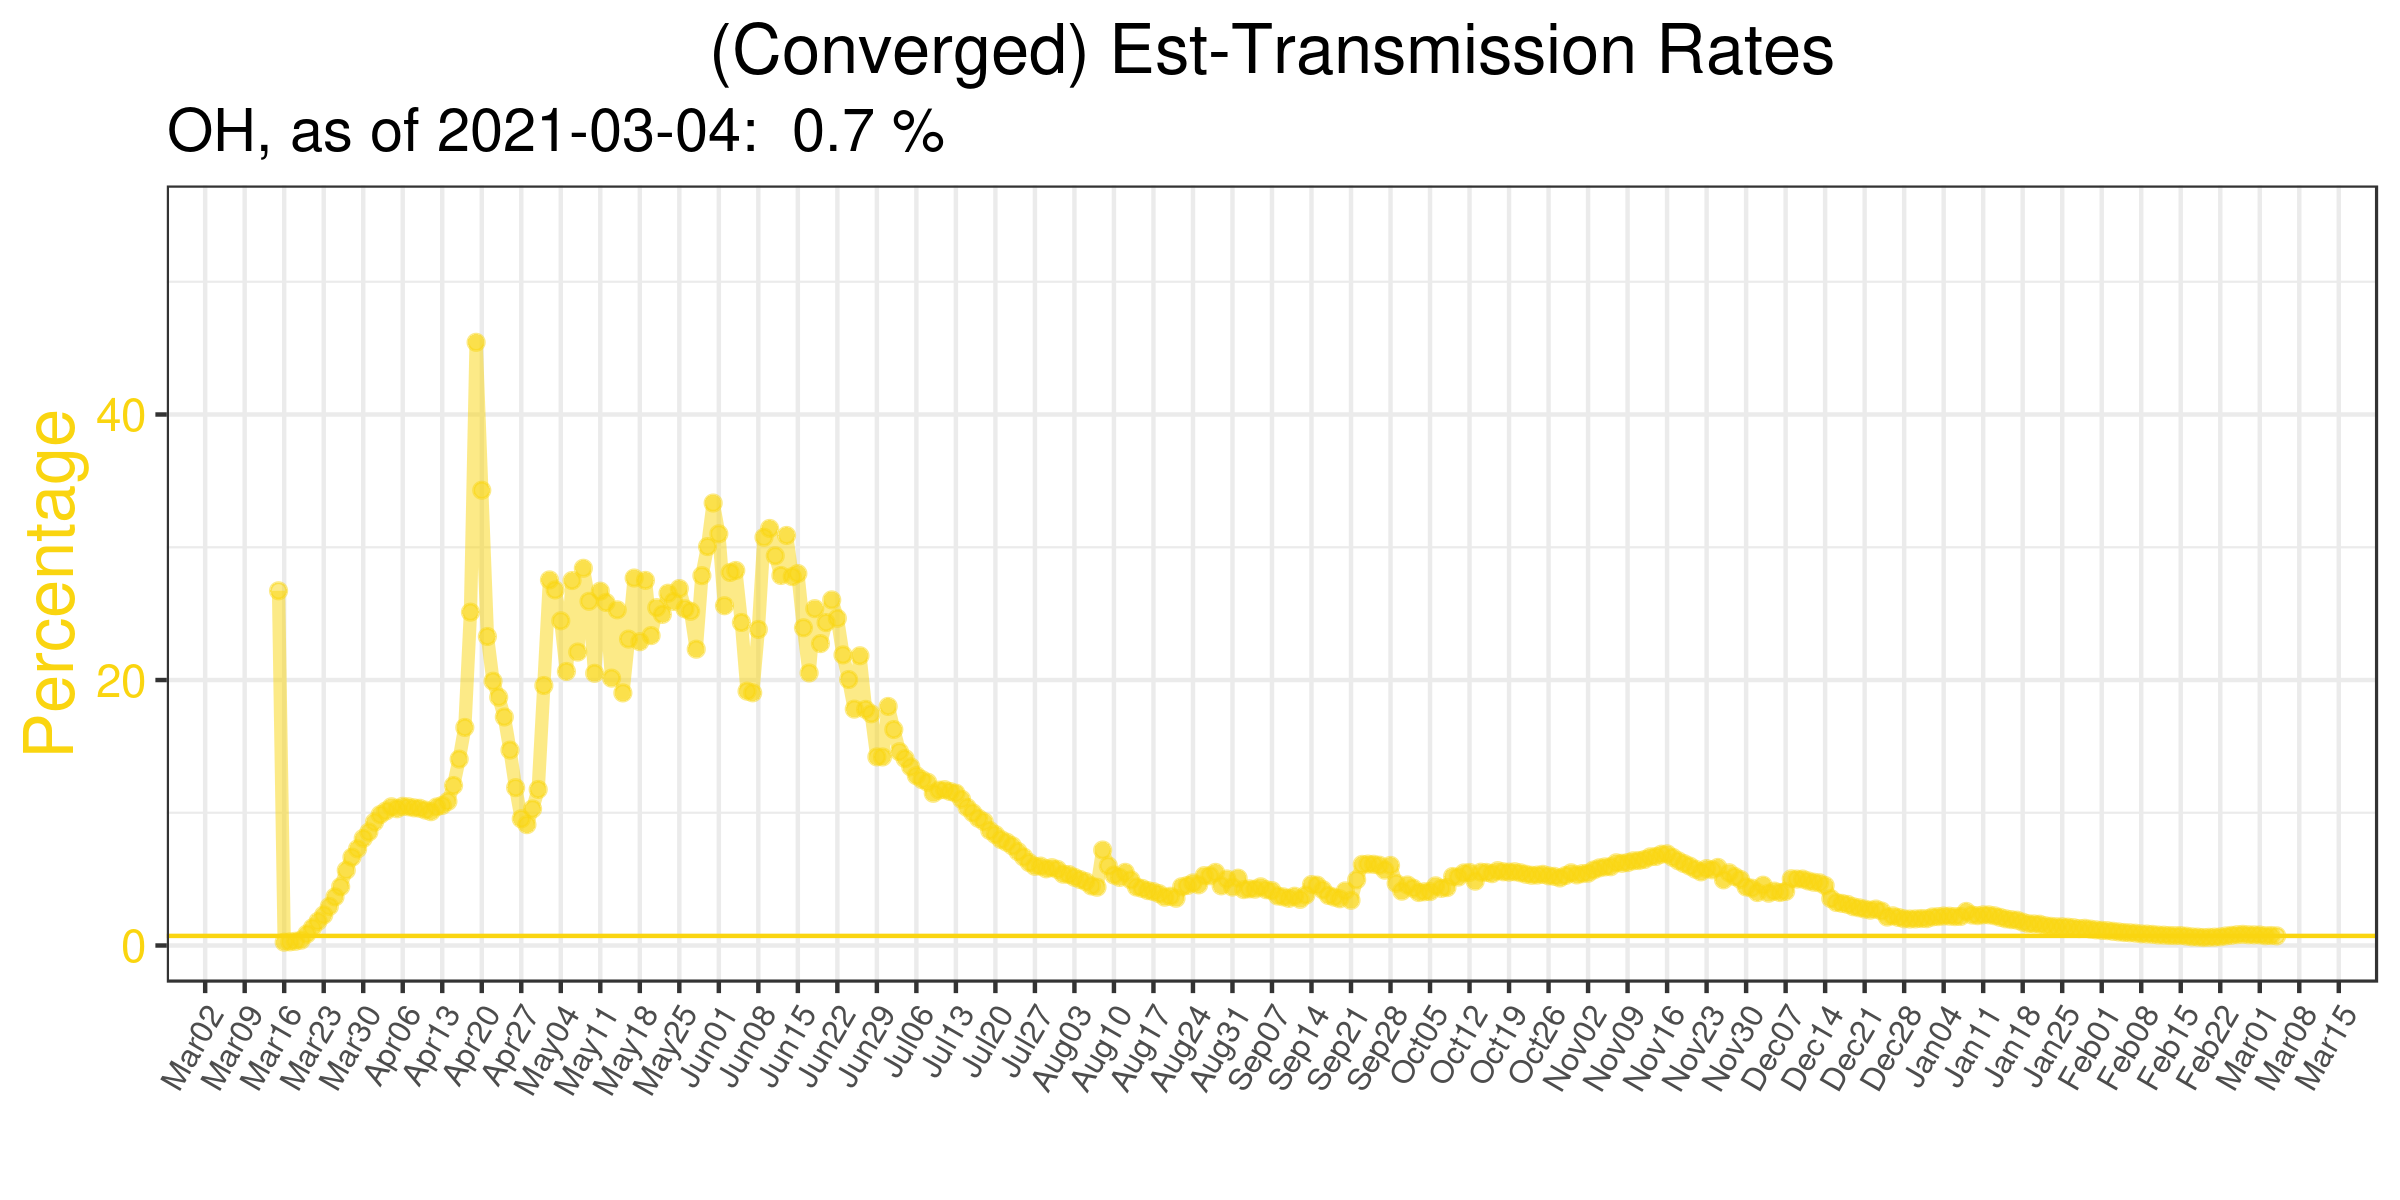 (Converged) Est-Transmission Rates
OH, as of 2021-03-04:  0.7 %
Percentage
40
20
0
Mar02
Mar09
Mar16
Mar23
Mar30
Apr06
Apr13
Apr20
Apr27
May04
May11
May18
May25
Jun01
Jun08
Jun15
Jun22
Jun29
Jul06
Jul13
Jul20
Jul27
Aug03
Aug10
Aug17
Aug24
Aug31
Sep07
Sep14
Sep21
Sep28
Oct05
Oct12
Oct19
Oct26
Nov02
Nov09
Nov16
Nov23
Nov30
Dec07
Dec14
Dec21
Dec28
Jan04
Jan11
Jan18
Jan25
Feb01
Feb08
Feb15
Feb22
Mar01
Mar08
Mar15